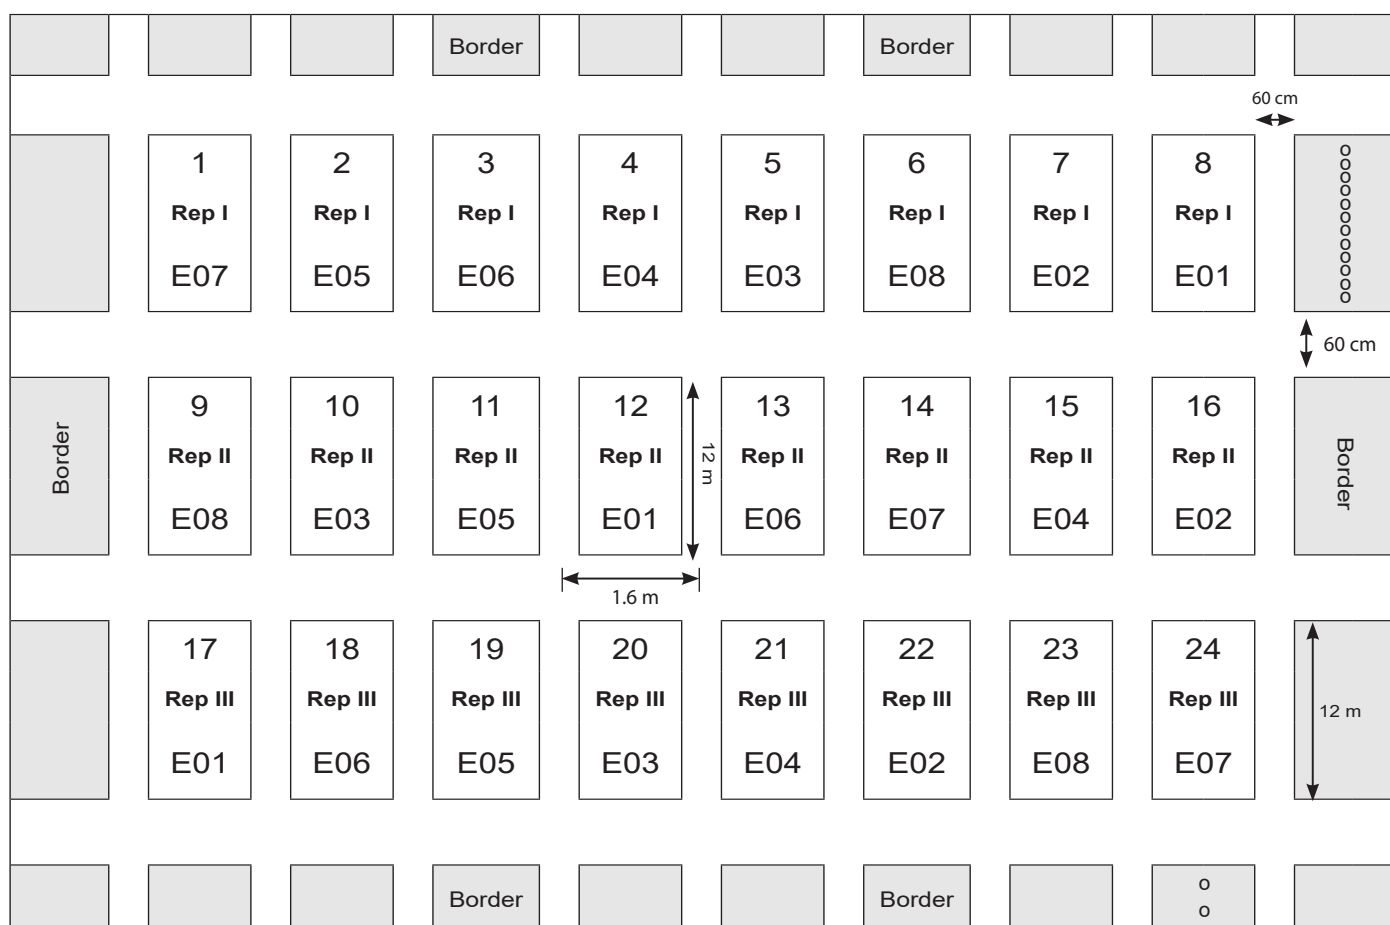 Border Border
60 cm
1 2 3 4 5 6 7 8
Rep I Rep I Rep I Rep I Rep I Rep I Rep I Rep I
E07 E05 E06 E04 E03 E08 E02 E01
o
o
o
o
o
o
o
o
o
o
o
o
60 cm
9 10 11 12 13 14 15 16
Border Rep II Rep II Rep II Rep II 12 m Rep II Rep II Rep II Rep II Border
E08 E03 E05 E01 E06 E07 E04 E02
1.6 m
17 18 19 20 21 22 23 24
Rep III Rep III Rep III Rep III Rep III Rep III Rep III Rep III
12 m
E01 E06 E05 E03 E04 E02 E08 E07
Border Border
o
o